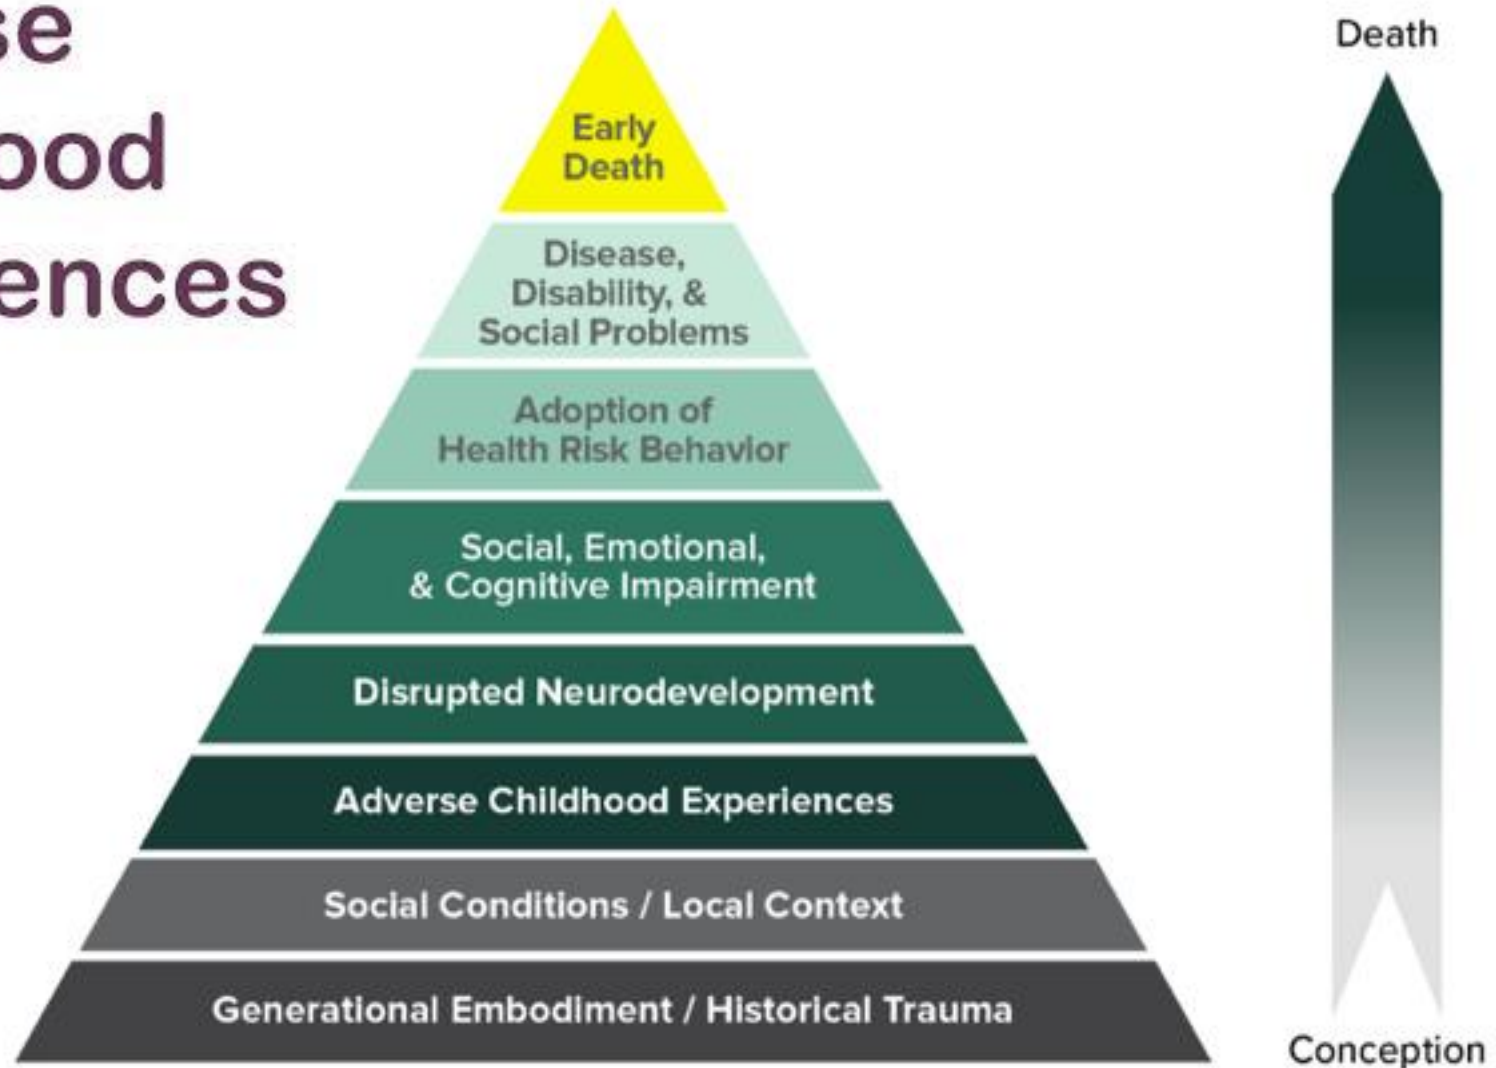 se
ood
ences
Early
Death
Disease,
Disability, &
Social Problems
Adoption of
Health Risk Behavior
Social, Emotional,
& Cognitive Impairment
Disrupted Neurodevelopment
Adverse Childhood Experiences
Social Conditions / Local Context
Generational Embodiment / Historical Trauma
Death
Conception